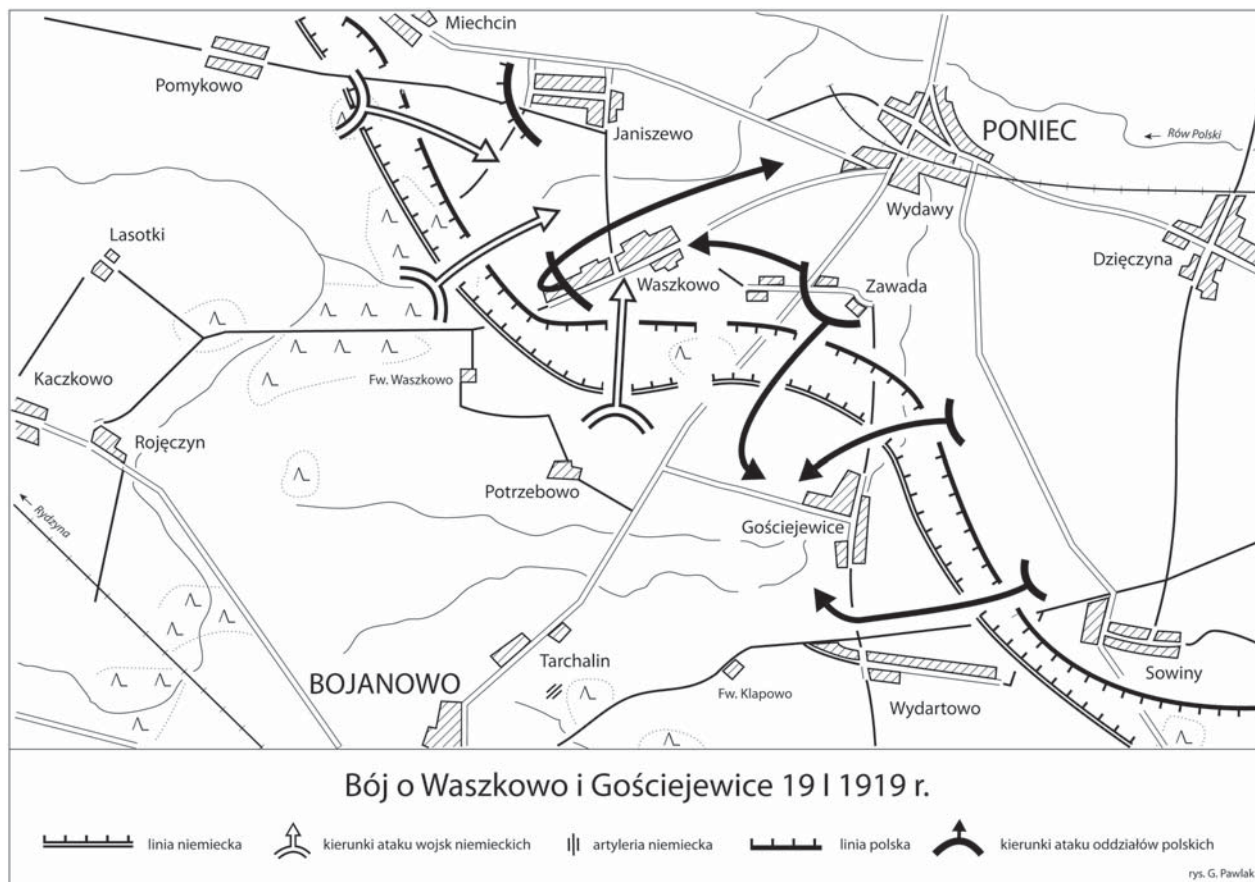 Miechcin
Pomykowo
Janiszewo
PONIEC
← Rów Polski
Wydawy
Lasotki
Dzięczyna
Waszkowo
Zawada
Kaczkowo
Fw. Waszkowo
Rojęczyn
Potrzebowo
Rydzyna
Gościejewice
Tarchalin
BOJANOWO
Fw. Klapowo
Sowiny
Wydartowo
Bój o Waszkowo i Gościejewice 19 I 1919 r.
linia niemiecka
kierunki ataku wojsk niemieckich
artyleria niemiecka
linia polska
kierunki ataku oddziałów polskich
rys. G. Pawlak